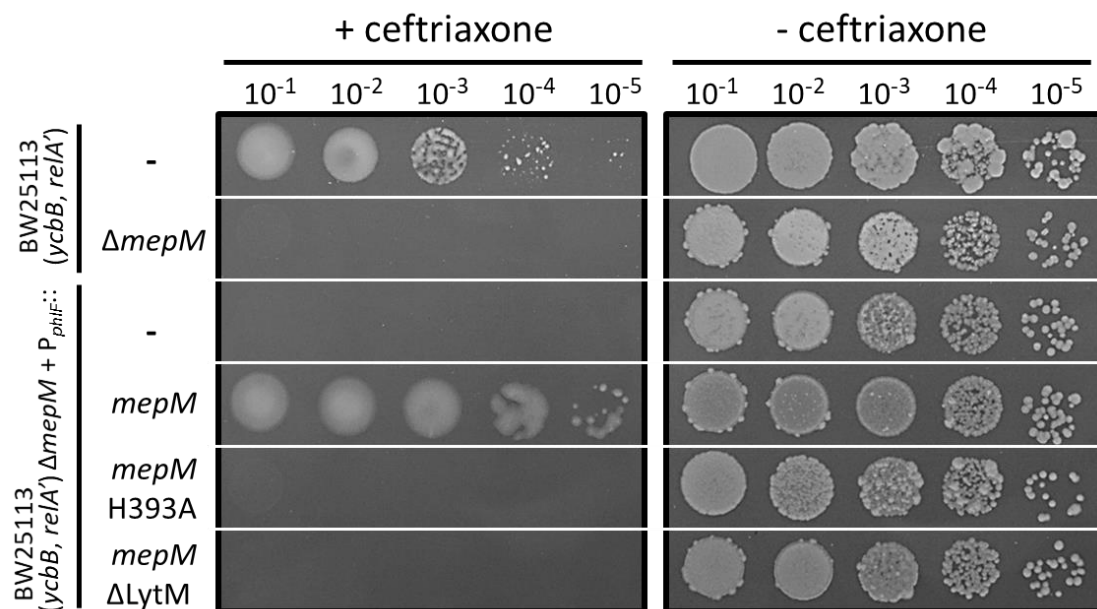 + ceftriaxone
- ceftriaxone
10⁻¹ 10⁻² 10⁻³ 10⁻⁴ 10⁻⁵
10⁻¹ 10⁻² 10⁻³ 10⁻⁴ 10⁻⁵
BW25113
(ycbB, relA')
-
ΔmepM
BW25113
(ycbB, relA') ΔmepM + PphlF::
-
mepM
mepM
H393A
mepM
ΔLytM